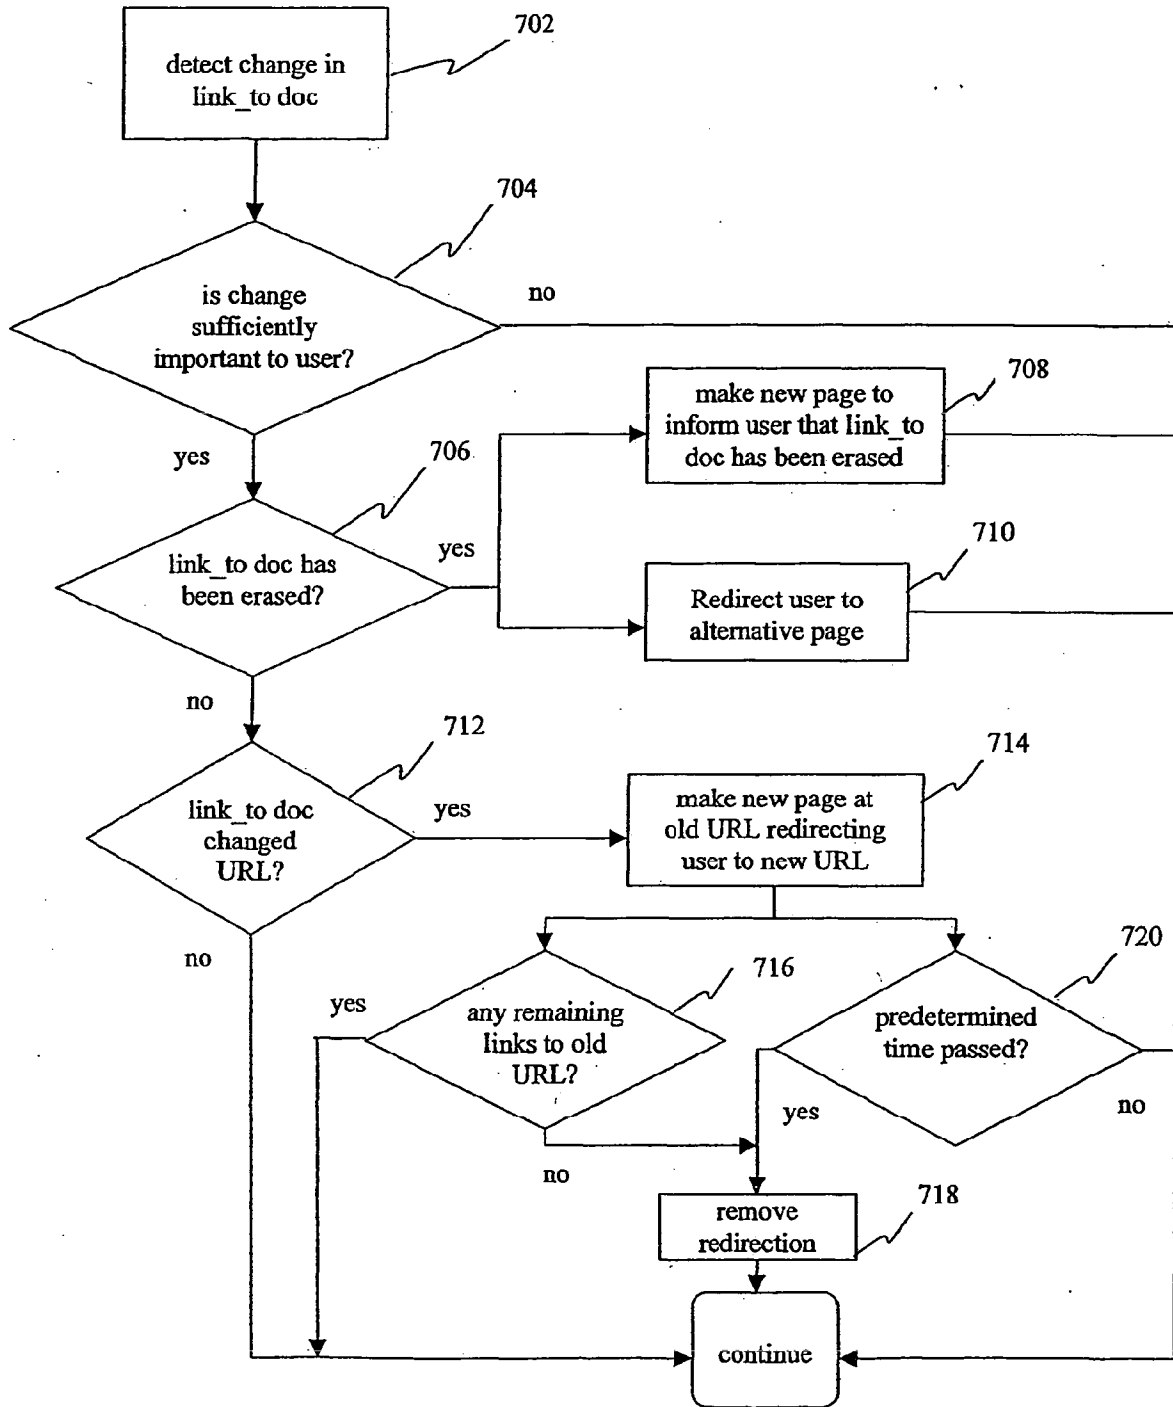 702
detect change in
link_to doc
704
is change
sufficiently
important to user?
no
yes
706
link_to doc has
been erased?
yes
708
make new page to
inform user that link_to
doc has been erased
710
Redirect user to
alternative page
no
712
link_to doc
changed
URL?
yes
714
make new page at
old URL redirecting
user to new URL
no
716
yes
any remaining
links to old
URL?
no
720
predetermined
time passed?
yes
no
718
remove
redirection
continue